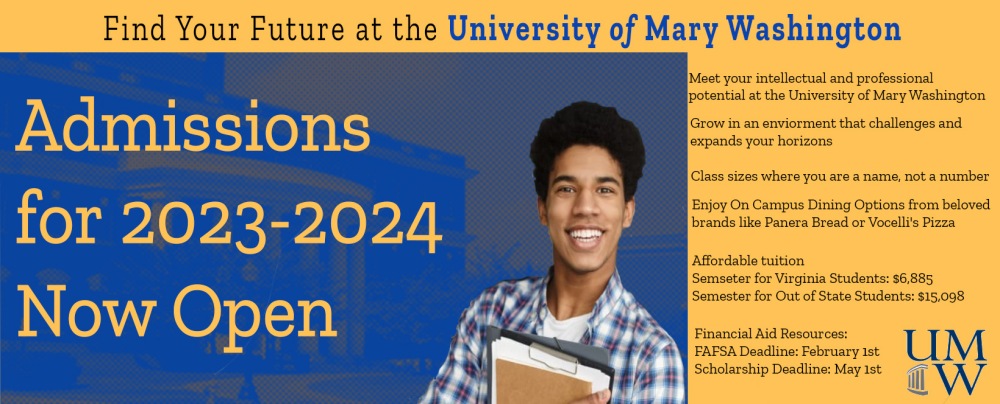 Find Your Future at the University of Mary Washington
Admissions
for 2023-2024
Now Open
Meet your intellectual and professional
potential at the University of Mary Washington
Grow in an enviorment that challenges and
expands your horizons
Class sizes where you are a name, not a number
Enjoy On Campus Dining Options from beloved
brands like Panera Bread or Vocelli's Pizza
Affordable tuition
Semseter for Virginia Students: $6,885
Semester for Out of State Students: $15,098
Financial Aid Resources:
FAFSA Deadline: February 1st
Scholarship Deadline: May 1st
UM
W